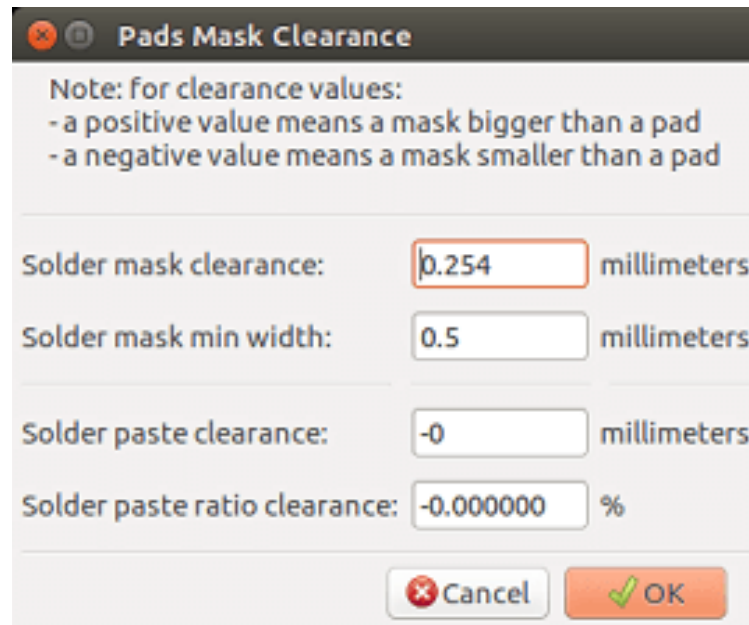 Pads Mask Clearance
Note: for clearance values:
- a positive value means a mask bigger than a pad
- a negative value means a mask smaller than a pad
Solder mask clearance: 0.254 millimeters
Solder mask min width: 0.5 millimeters
Solder paste clearance: -0 millimeters
Solder paste ratio clearance: -0.000000 %
Cancel OK